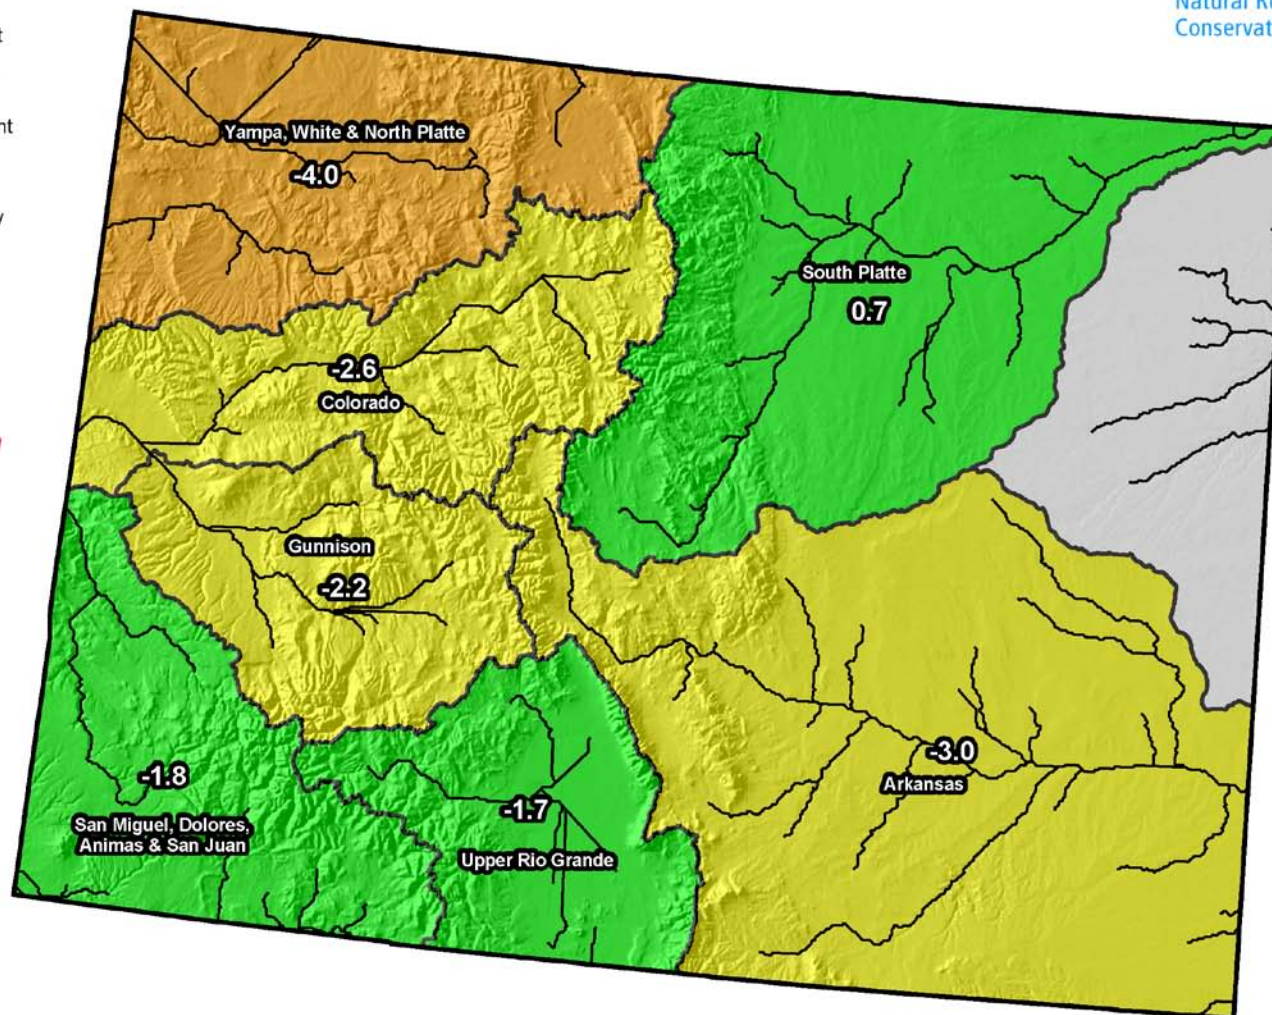 Conservat
Yampa, White & North Platte
-4.0
South Platte
0.7
-2.6
Colorado
Gunnison
-2.2
-3.0
Arkansas
-1.8
San Miguel, Dolores,
Animas & San Juan
-1.7
Upper Rio Grande